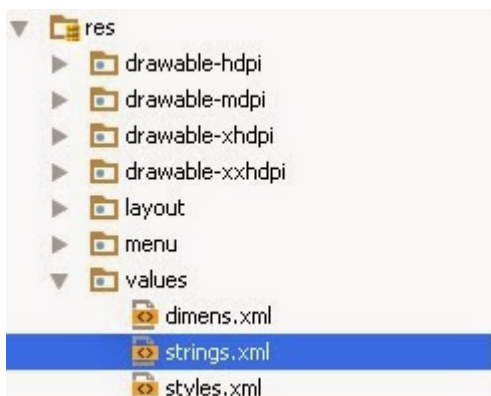 res
drawable-hdpi
drawable-mdpi
drawable-xhdpi
drawable-xxhdpi
layout
menu
values
dimens.xml
strings.xml
styles.xml